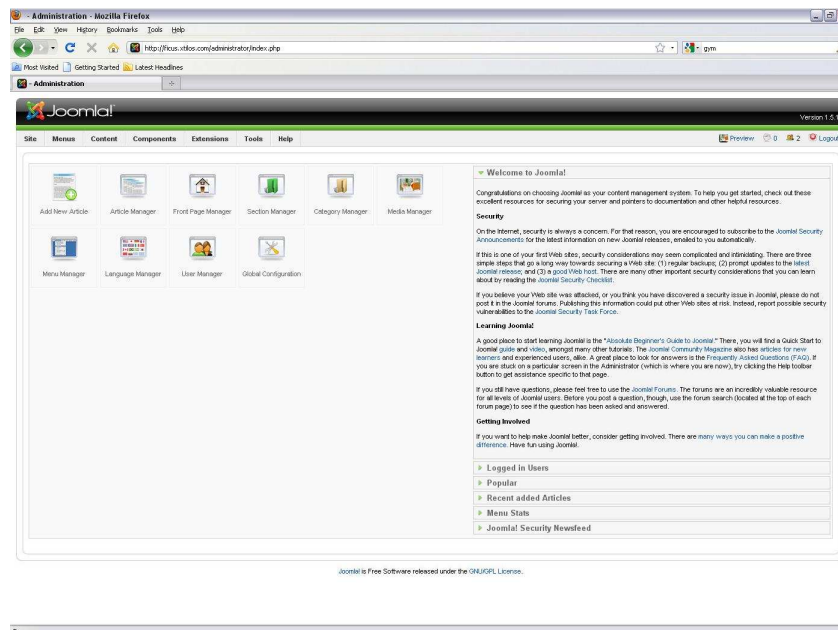 - Administration - Mozilla Firefox
File Edit View History Bookmarks Tools Help
http://ficus.xtilos.com/administrator/index.php
gym
Most Visited Getting Started Latest Headlines
- Administration
Joomla!
Version 1.5.1
Site Menus Content Components Extensions Tools Help
Preview 0 2 Logout
Add New Article
Article Manager
Front Page Manager
Section Manager
Category Manager
Media Manager
Menu Manager
Language Manager
User Manager
Global Configuration
Welcome to Joomla!
Congratulations on choosing Joomla! as your content management system. To help you get started, check out these
excellent resources for securing your server and pointers to documentation and other helpful resources.
Security
On the Internet, security is always a concern. For that reason, you are encouraged to subscribe to the Joomla! Security
Announcements for the latest information on new Joomla! releases, emailed to you automatically.
If this is one of your first Web sites, security considerations may seem complicated and intimidating. There are three
simple steps that go a long way towards securing a Web site: (1) regular backups; (2) prompt updates to the latest
Joomla! release; and (3) a good Web host. There are many other important security considerations that you can learn
about by reading the Joomla! Security Checklist.
If you believe your Web site was attacked, or you think you have discovered a security issue in Joomla!, please do not
post it in the Joomla! forums. Publishing this information could put other Web sites at risk. Instead, report possible security
vulnerabilities to the Joomla! Security Task Force.
Learning Joomla!
A good place to start learning Joomla! is the "Absolute Beginner's Guide to Joomla!." There, you will find a Quick Start to
Joomla! guide and video, amongst many other tutorials. The Joomla! Community Magazine also has articles for new
learners and experienced users, alike. A great place to look for answers is the Frequently Asked Questions (FAQ). If
you are stuck on a particular screen in the Administrator (which is where you are now), try clicking the Help toolbar
button to get assistance specific to that page.
If you still have questions, please feel free to use the Joomla! Forums. The forums are an incredibly valuable resource
for all levels of Joomla! users. Before you post a question, though, use the forum search (located at the top of each
forum page) to see if the question has been asked and answered.
Getting Involved
If you want to help make Joomla! better, consider getting involved. There are many ways you can make a positive
difference. Have fun using Joomla!.
Logged in Users
Popular
Recent added Articles
Menu Stats
Joomla! Security Newsfeed
Joomla! is Free Software released under the GNU/GPL License.